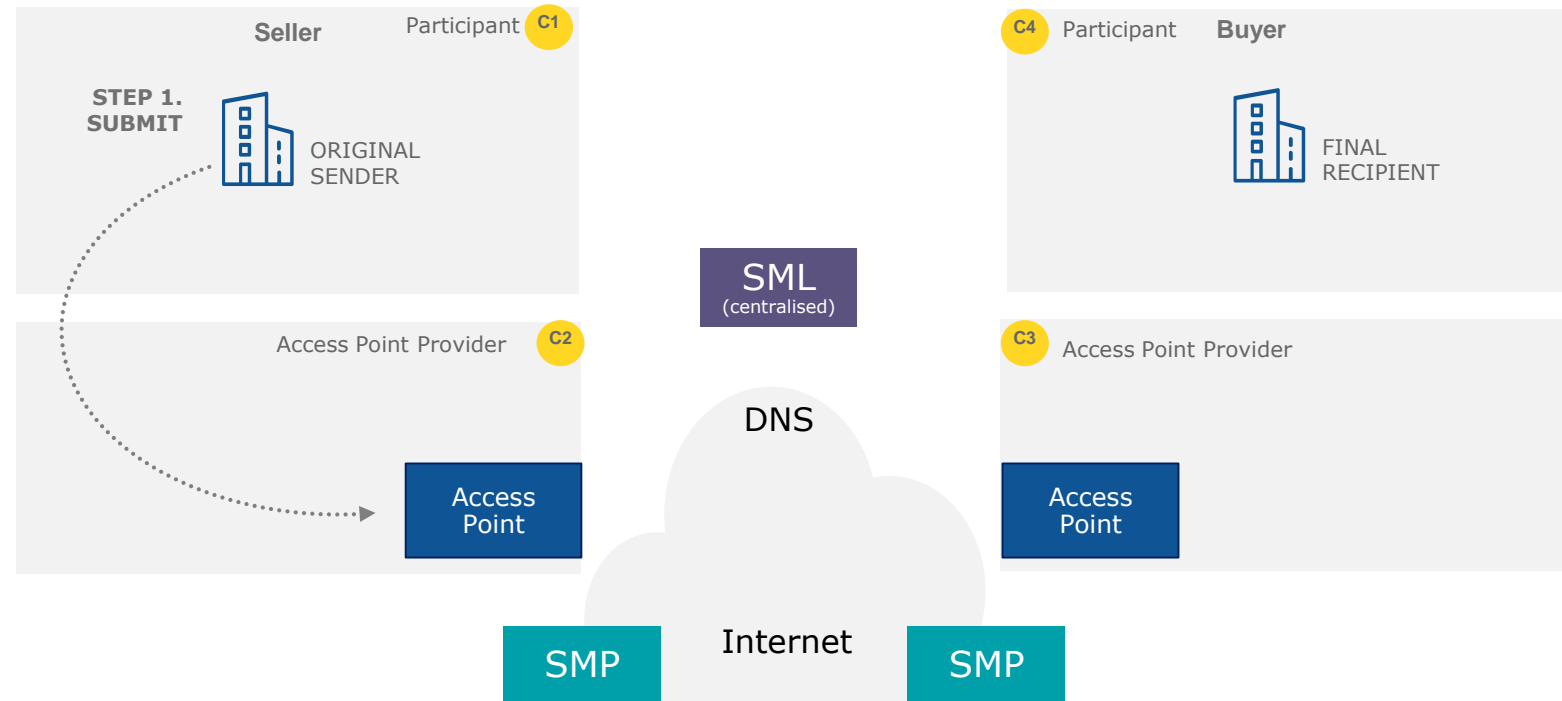 Seller
Participant C1
STEP 1.
SUBMIT
ORIGINAL
SENDER
C4 Participant
Buyer
FINAL
RECIPIENT
SML
(centralised)
Access Point Provider C2
C3 Access Point Provider
DNS
Access
Point
Access
Point
Internet
SMP
SMP